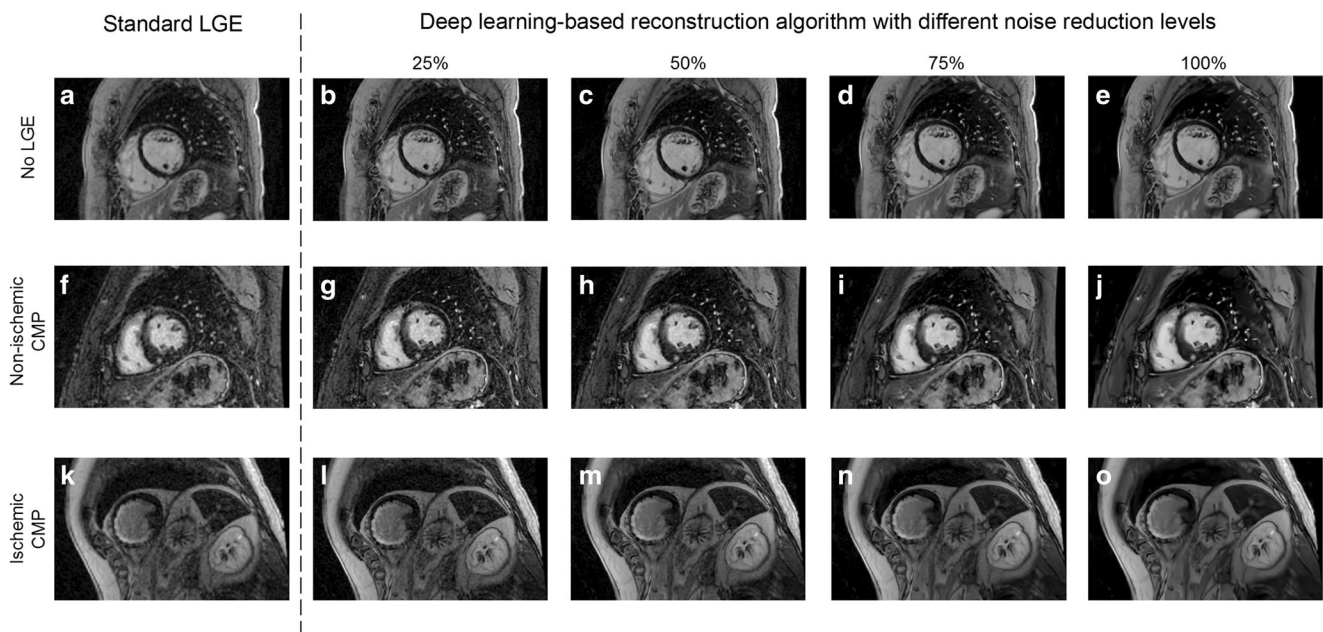 Standard LGE
Deep learning-based reconstruction algorithm with different noise reduction levels
25% 50% 75% 100%
No LGE
a b c d e
Non-ischemic
CMP
f g h i j
Ischemic
CMP
k l m n o